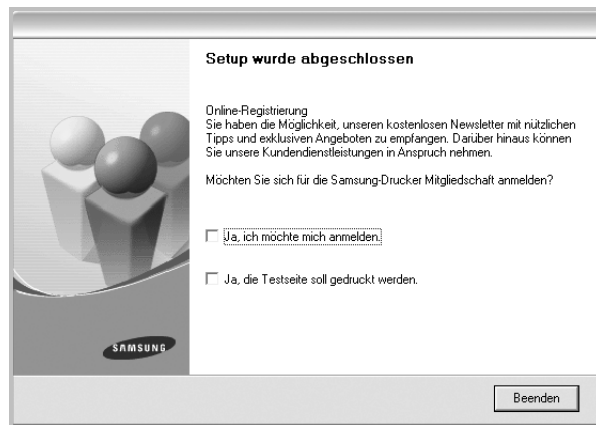 Setup wurde abgeschlossen
Online-Registrierung
Sie haben die Möglichkeit, unseren kostenlosen Newsletter mit nützlichen
Tipps und exklusiven Angeboten zu empfangen. Darüber hinaus können
Sie unsere Kundendienstleistungen in Anspruch nehmen.
Möchten Sie sich für die Samsung-Drucker Mitgliedschaft anmelden?
Ja, ich möchte mich anmelden.
Ja, die Testseite soll gedruckt werden.
SAMSUNG
Beenden